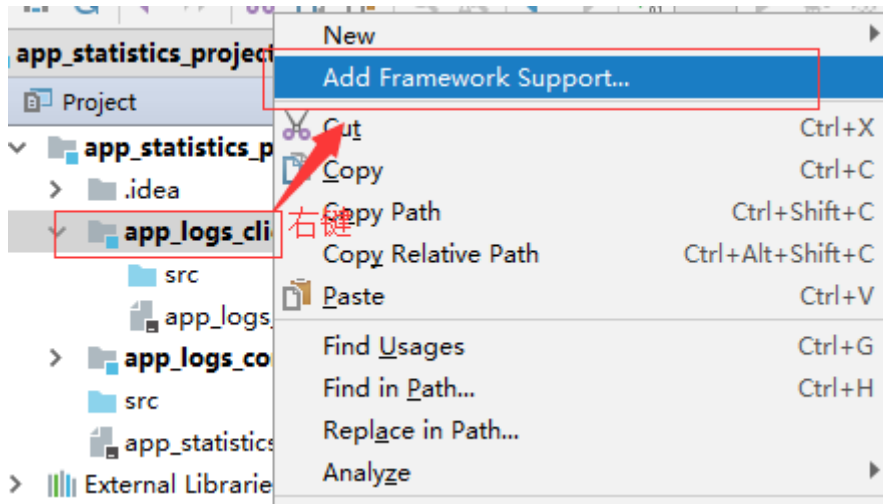 New
app_statistics_project
Add Framework Support...
Project
Cut Ctrl+X
app_statistics_p
Copy Ctrl+C
.idea
右键
Copy Path Ctrl+Shift+C
app_logs_cli
Copy Relative Path Ctrl+Alt+Shift+C
src
Paste Ctrl+V
app_logs_
Find Usages Ctrl+G
app_logs_co
Find in Path... Ctrl+H
src
Replace in Path...
app_statistics
Analyze
External Librarie